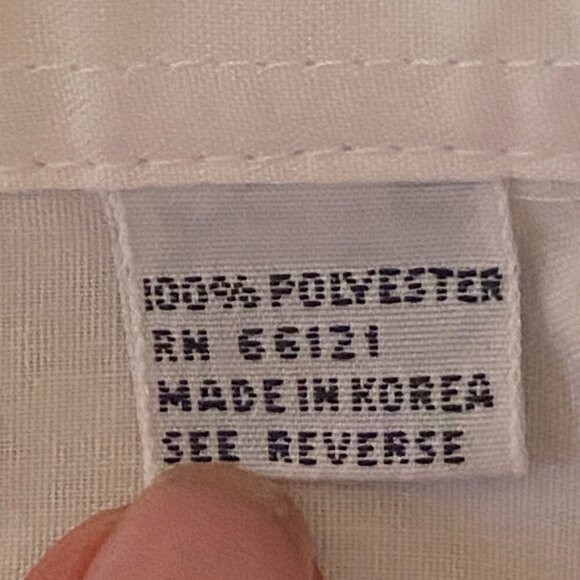 100% POLYESTER
RN 66121
MADE IN KOREA
SEE REVERSE